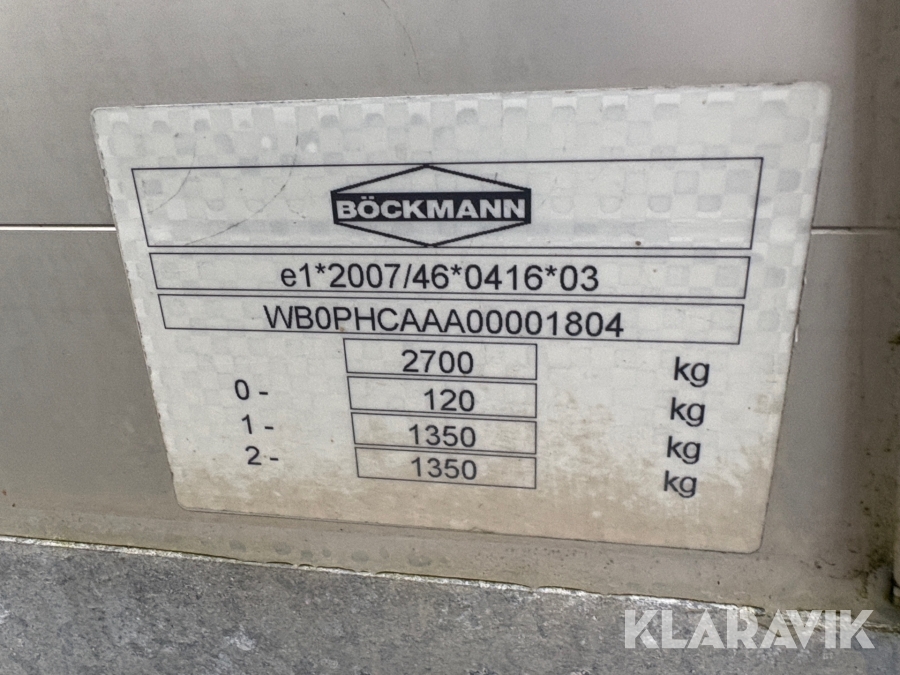 BÖCKMANN
e1*2007/46*0416*03
WB0PHCAAA00001804
2700 kg
0- 120 kg
1- 1350 kg
2- 1350 kg
KLARAVIK